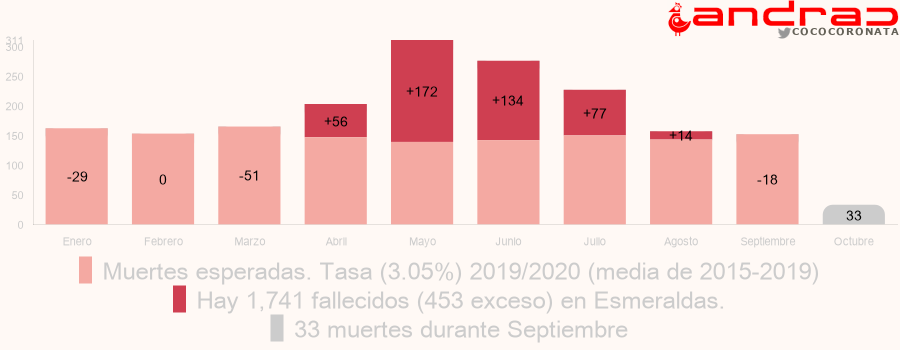 andrac
COCOCORONATA
311
300
250
200
150
100
50
0
-29
0
-51
+56
+172
+134
+77
+14
-18
33
Enero
Febrero
Marzo
Abril
Mayo
Junio
Julio
Agosto
Septiembre
Octubre
Muertes esperadas. Tasa (3.05%) 2019/2020 (media de 2015-2019)
Hay 1,741 fallecidos (453 exceso) en Esmeraldas.
33 muertes durante Septiembre